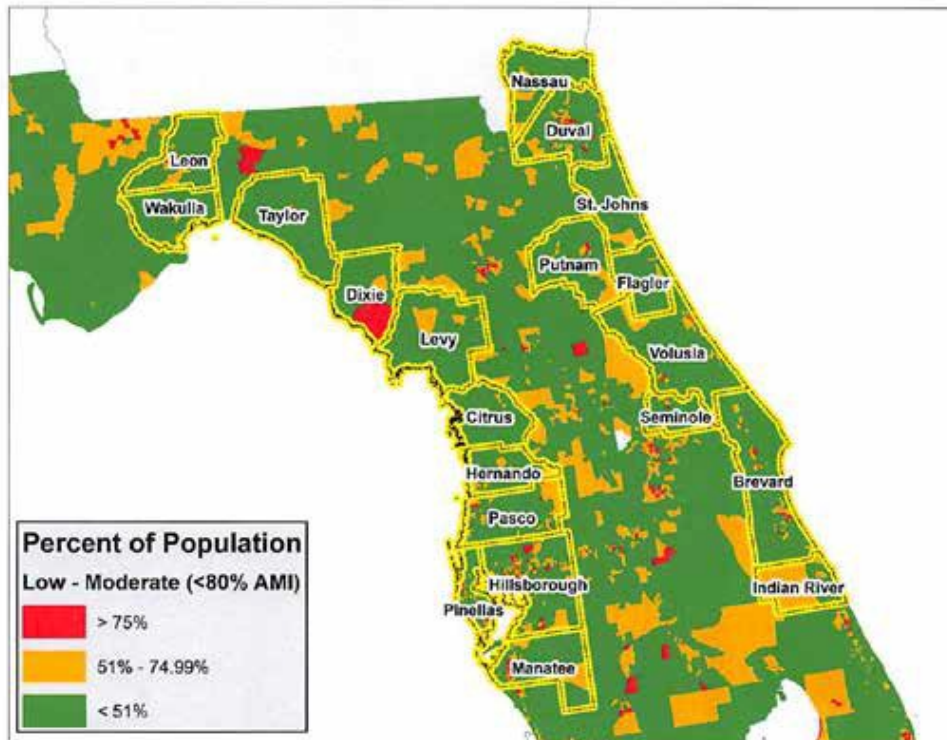 Nassau
Duval
Leon
St. Johns
Wakulla
Taylor
Putnam
Flagler
Dixie
Levy
Volusia
Citrus
Seminole
Hernando
Brevard
Pasco
Hillsborough
Indian River
Pinellas
Manatee
Percent of Population
Low - Moderate (<80% AMI)
> 75%
51% - 74.99%
< 51%